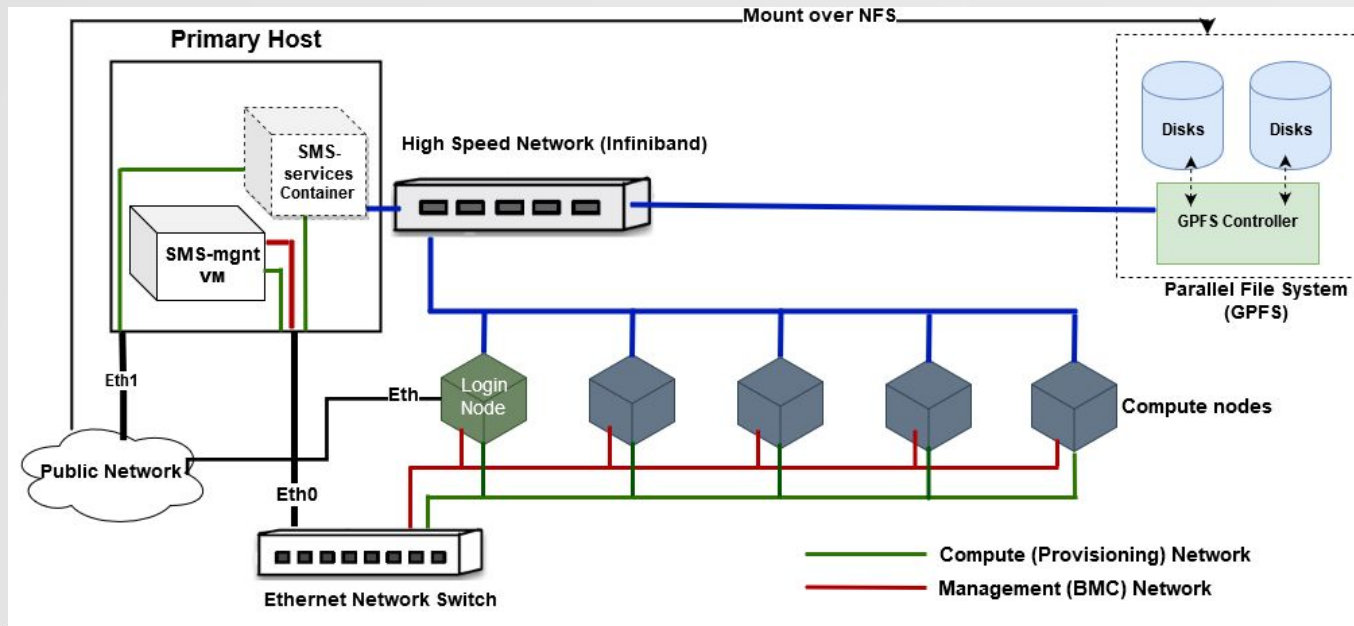 Mount over NFS
Primary Host
SMS-
services
Container
SMS-mgnt
VM
High Speed Network (Infiniband)
Disks
Disks
GPFS Controller
Parallel File System
(GPFS)
Eth1
Eth
Login
Node
Compute nodes
Public Network
Eth0
Ethernet Network Switch
Compute (Provisioning) Network
Management (BMC) Network